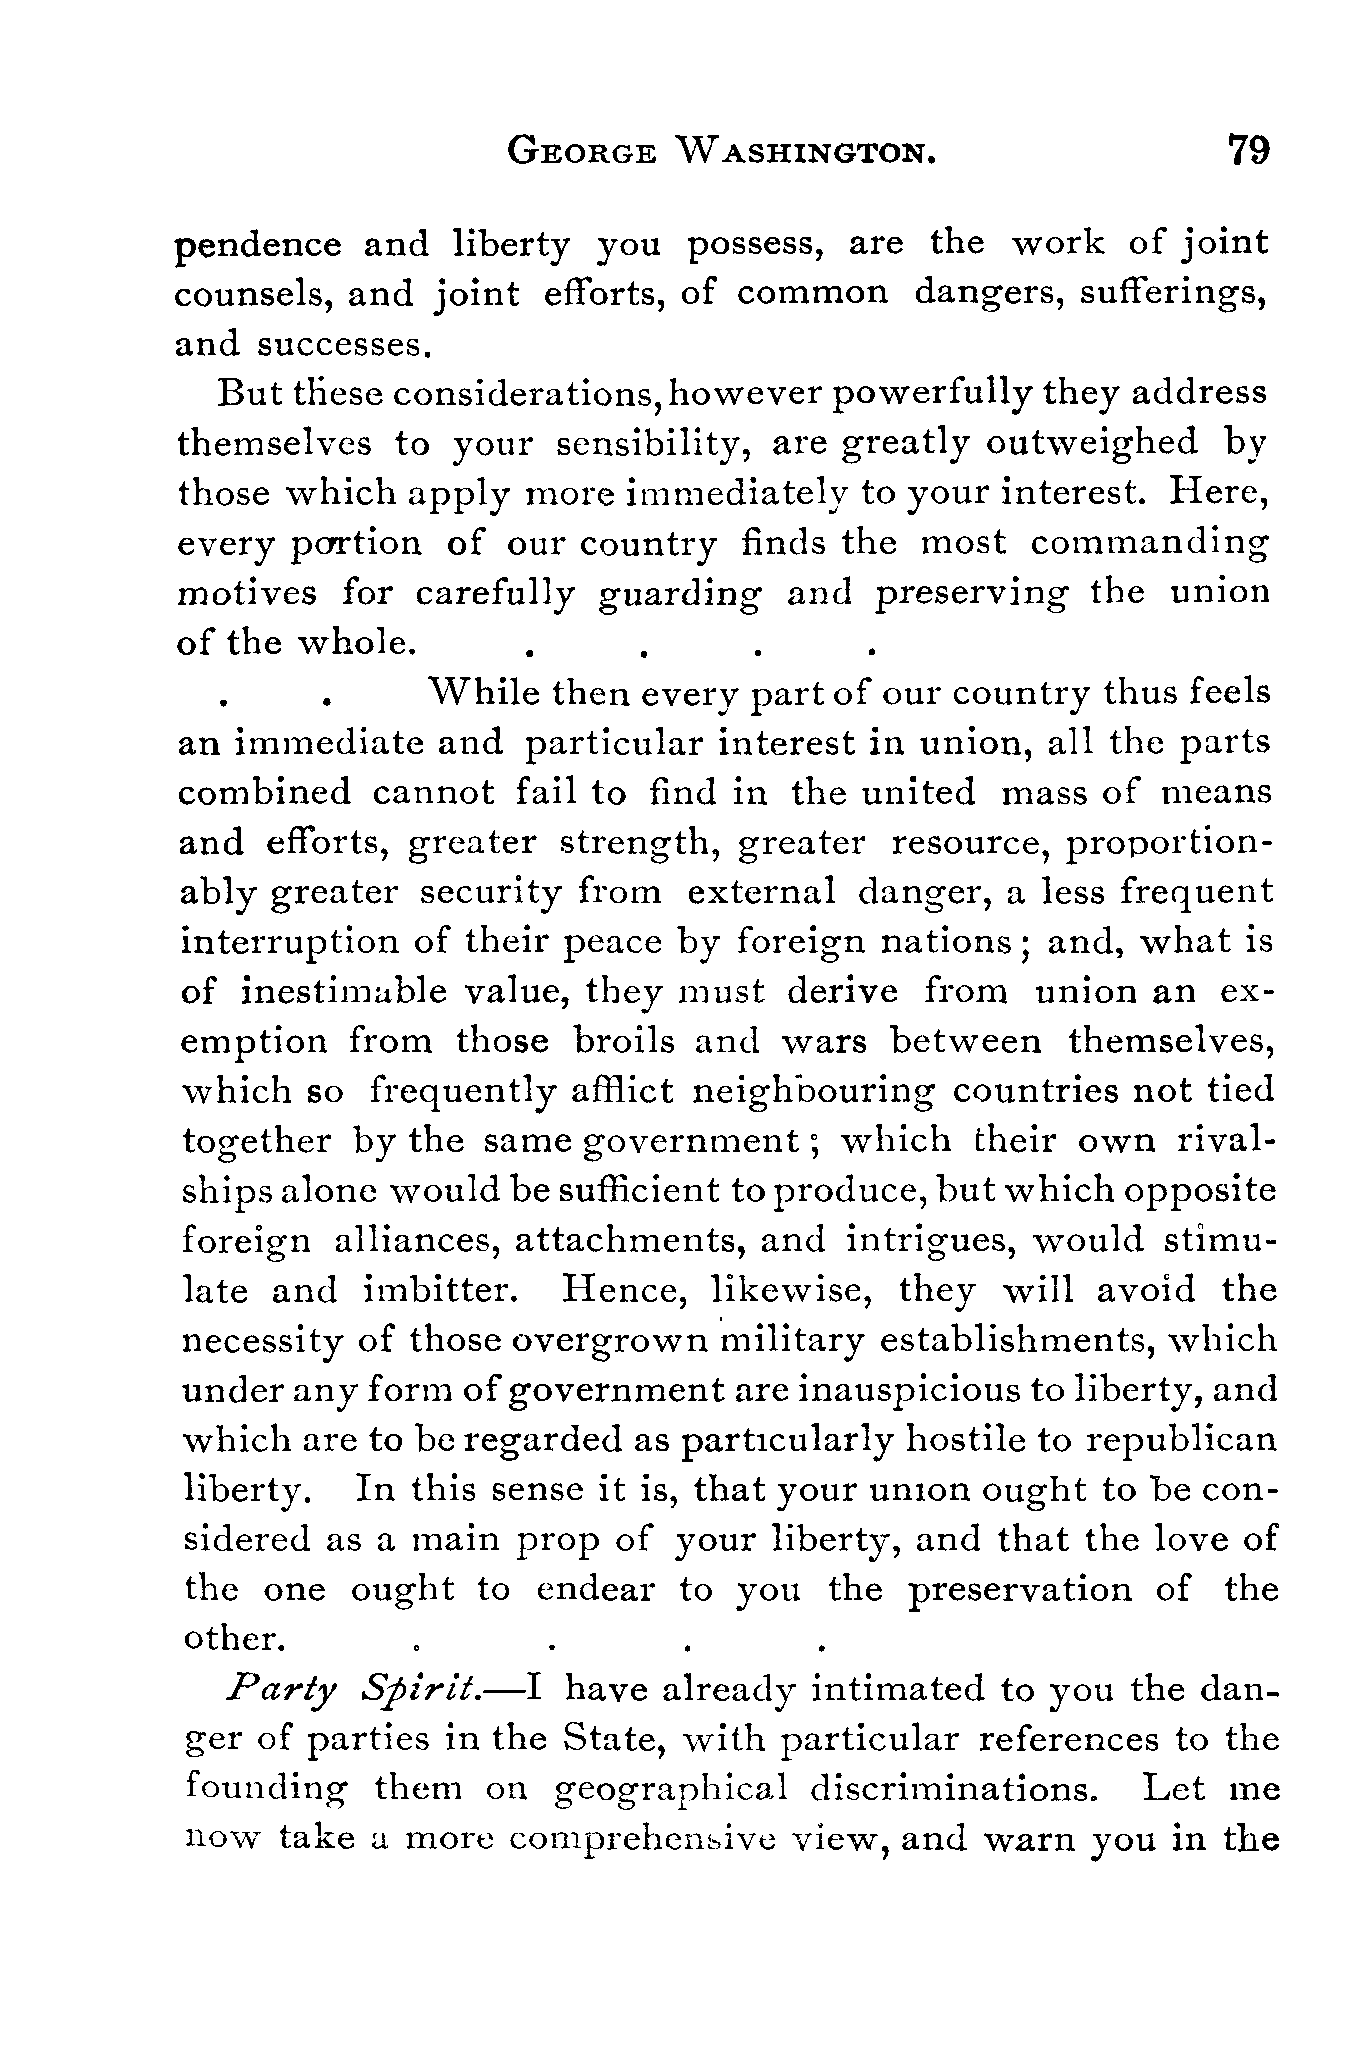 GEORGE WASHINGTON. 79
pendence and liberty you possess, are the work of joint
counsels, and joint efforts, of common dangers, sufferings,
and successes.
But these considerations, however powerfully they address
themselves to your sensibility, are greatly outweighed by
those which apply more immediately to your interest. Here,
every portion of our country finds the most commanding
motives for carefully guarding and preserving the union
of the whole. . . . .
. . While then every part of our country thus feels
an immediate and particular interest in union, all the parts
combined cannot fail to find in the united mass of means
and efforts, greater strength, greater resource, proportion-
ably greater security from external danger, a less frequent
interruption of their peace by foreign nations; and, what is
of inestimable value, they must derive from union an ex-
emption from those broils and wars between themselves,
which so frequently afflict neighbouring countries not tied
together by the same government; which their own rival-
ships alone would be sufficient to produce, but which opposite
foreign alliances, attachments, and intrigues, would stimu-
late and imbitter. Hence, likewise, they will avoid the
necessity of those overgrown military establishments, which
under any form of government are inauspicious to liberty, and
which are to be regarded as particularly hostile to republican
liberty. In this sense it is, that your union ought to be con-
sidered as a main prop of your liberty, and that the love of
the one ought to endear to you the preservation of the
other. . . . .
Party Spirit.—I have already intimated to you the dan-
ger of parties in the State, with particular references to the
founding them on geographical discriminations. Let me
now take a more comprehensive view, and warn you in the